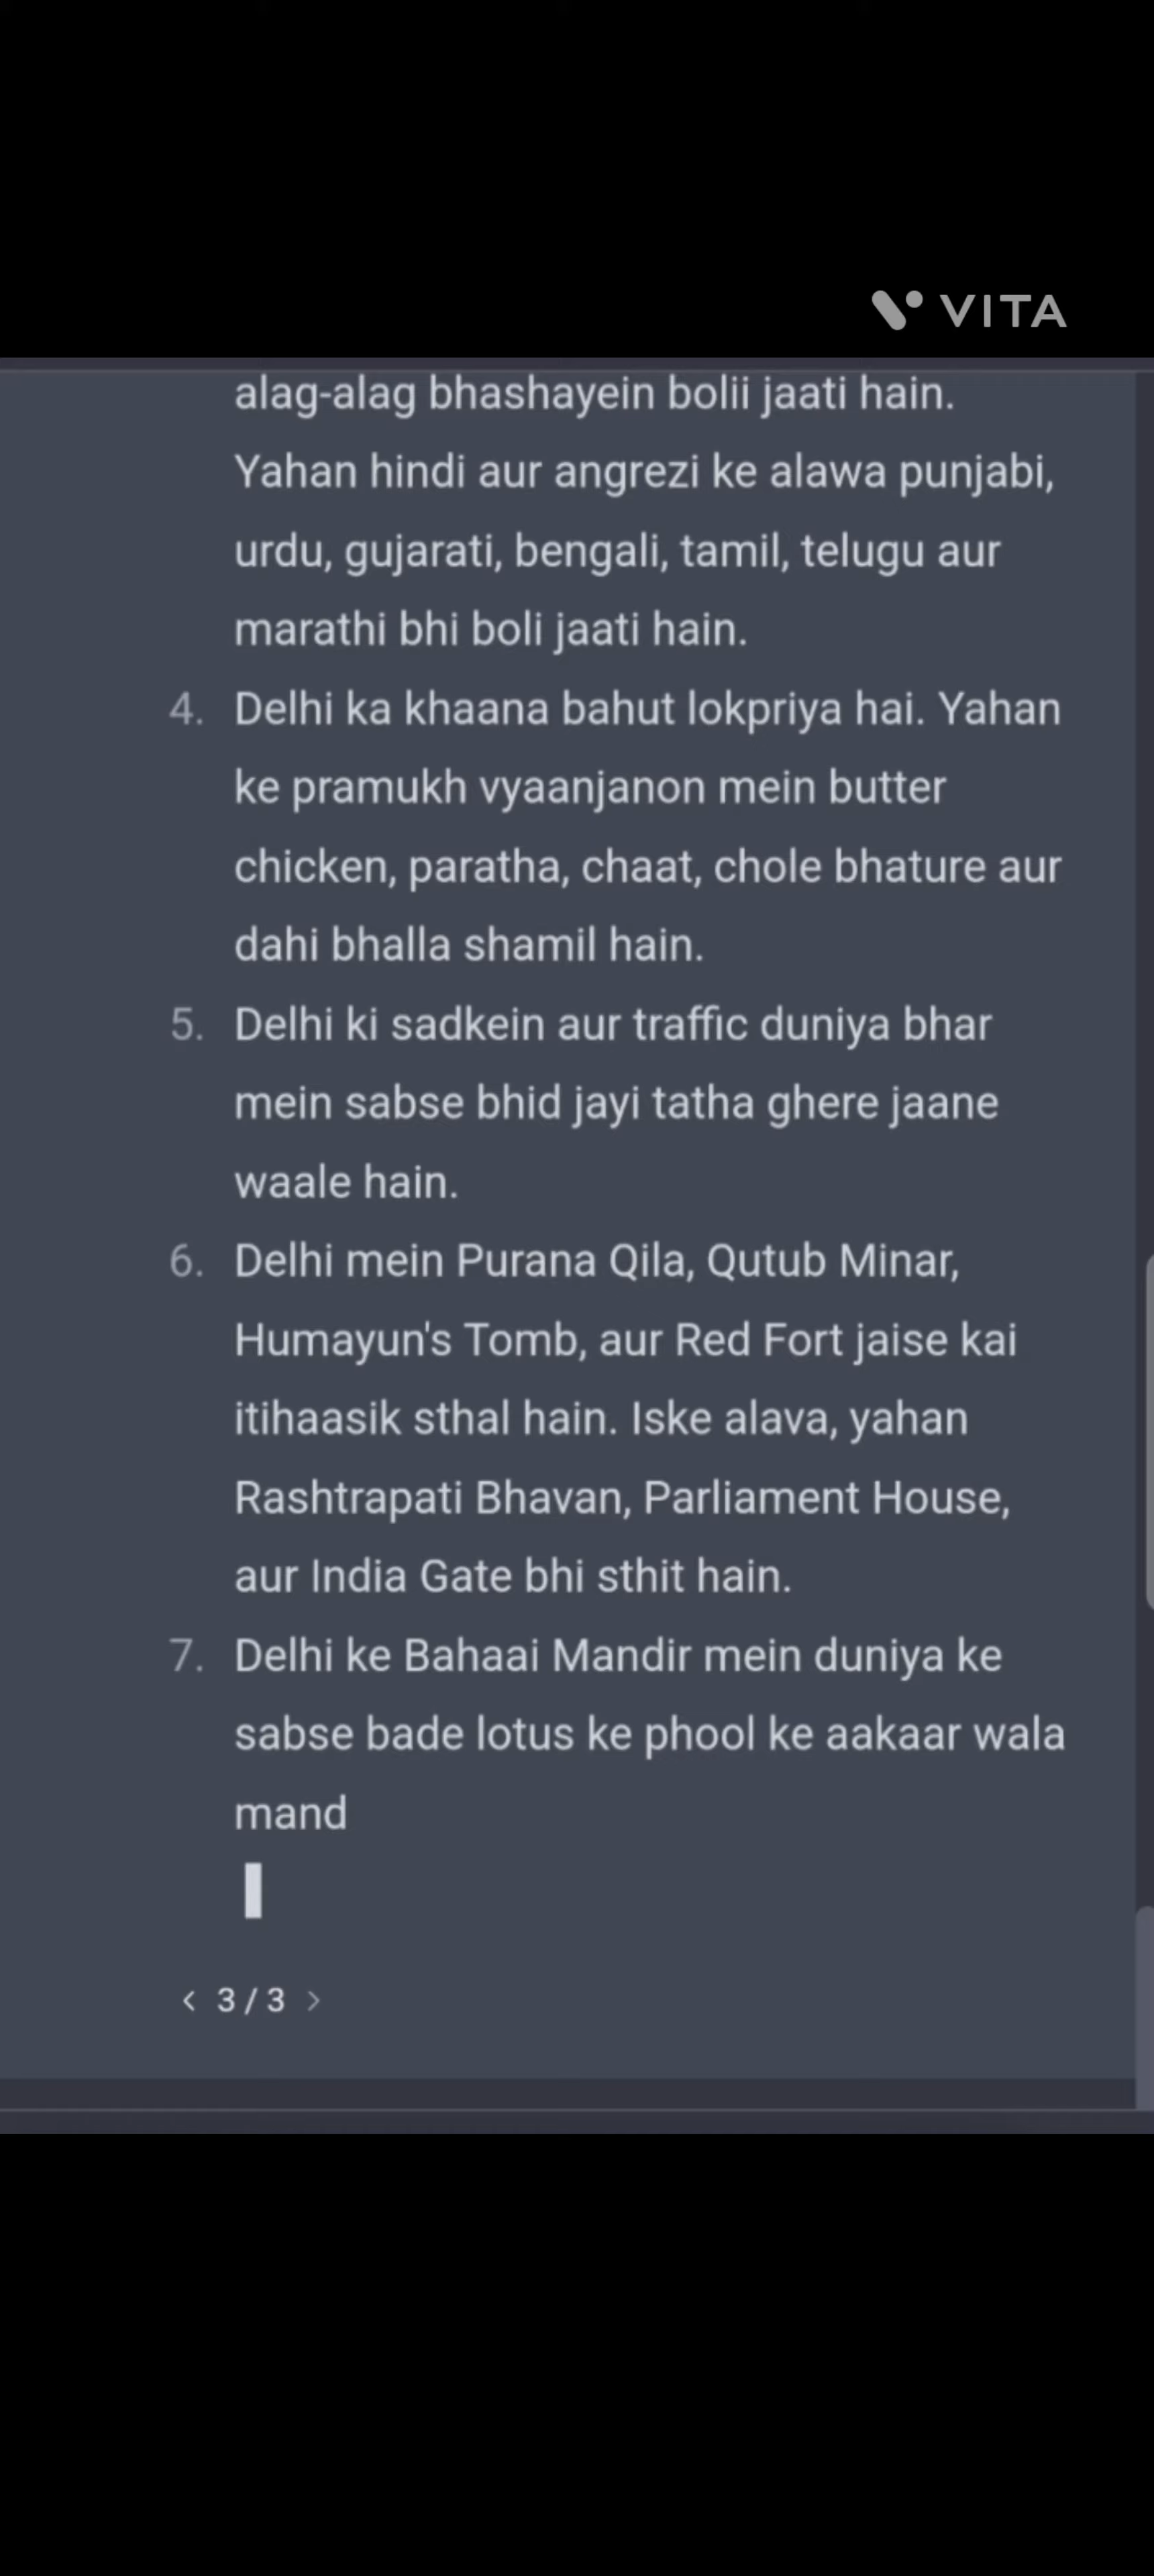 VITA
alag-alag bhashayein bolii jaati hain.
Yahan hindi aur angrezi ke alawa punjabi,
urdu, gujarati, bengali, tamil, telugu aur
marathi bhi boli jaati hain.
4. Delhi ka khaana bahut lokpriya hai. Yahan
ke pramukh vyaanjanon mein butter
chicken, paratha, chaat, chole bhature aur
dahi bhalla shamil hain.
5. Delhi ki sadkein aur traffic duniya bhar
mein sabse bhid jayi tatha ghere jaane
waale hain.
6. Delhi mein Purana Qila, Qutub Minar,
Humayun's Tomb, aur Red Fort jaise kai
itihaasik sthal hain. Iske alava, yahan
Rashtrapati Bhavan, Parliament House,
aur India Gate bhi sthit hain.
7. Delhi ke Bahaai Mandir mein duniya ke
sabse bade lotus ke phool ke aakaar wala
mand
< 3 / 3 >